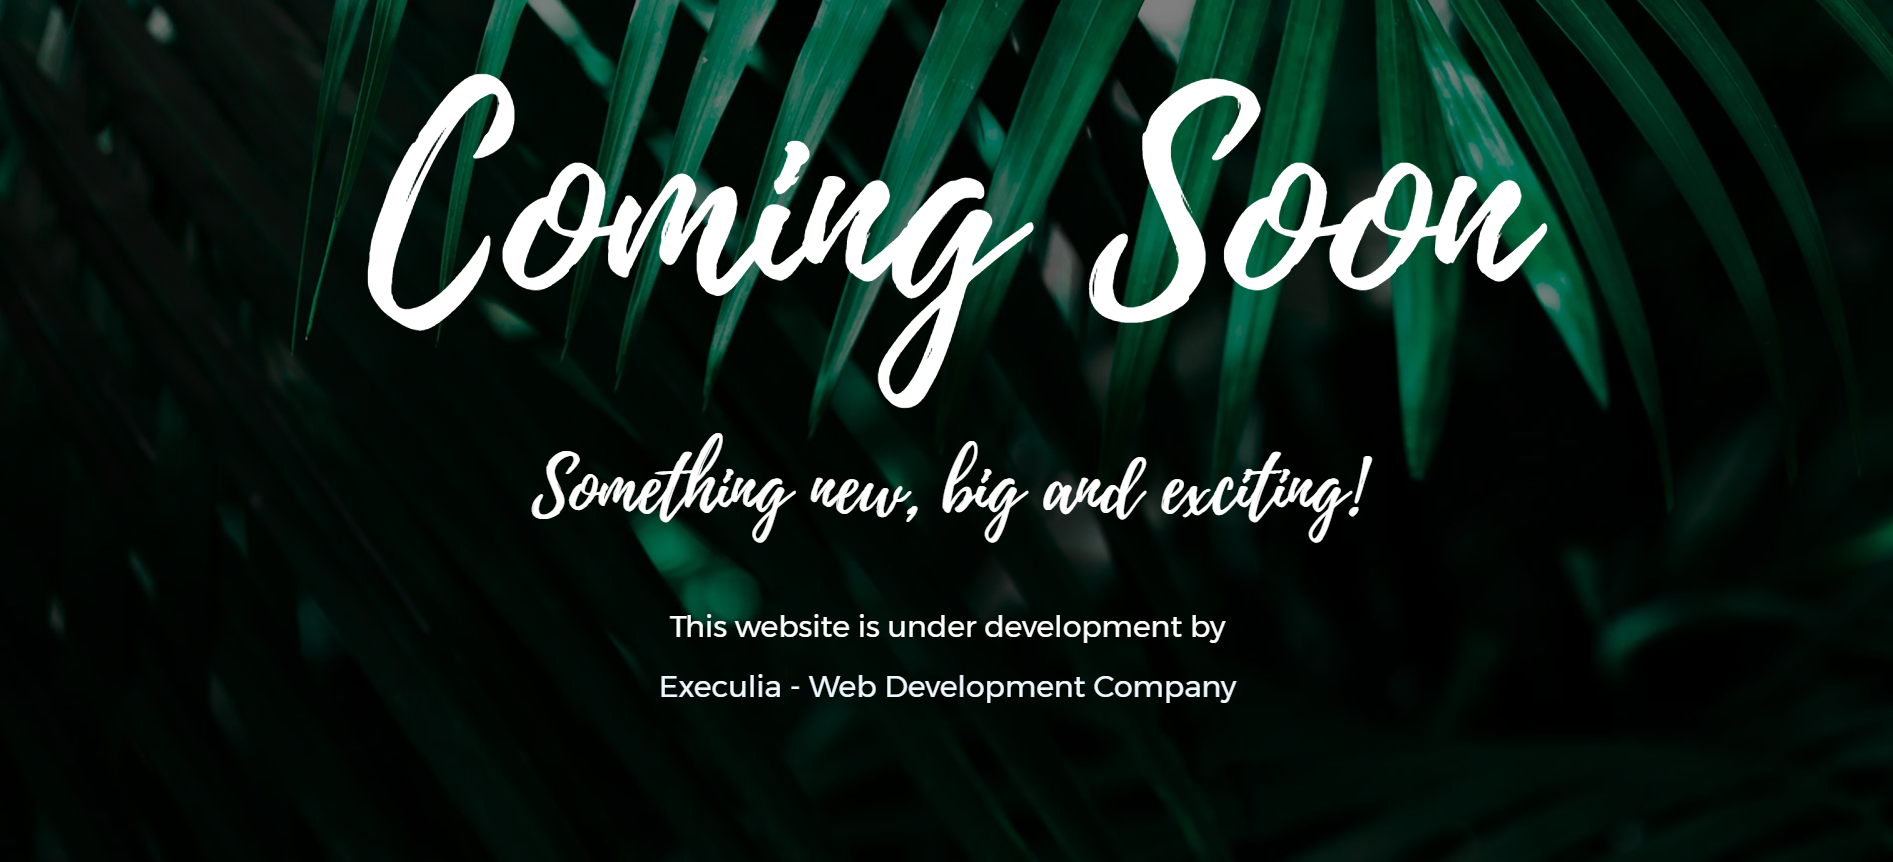 Coming Soon
Something new, big and exciting!
This website is under development by
Execulia - Web Development Company